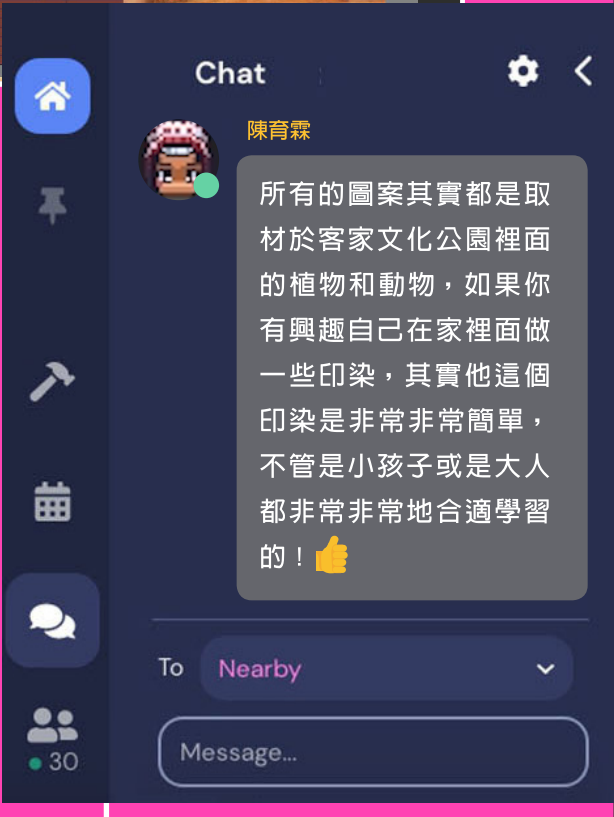 Chat
陳育霖
所有的圖案其實都是取
材於客家文化公園裡面
的植物和動物，如果你
有興趣自己在家裡面做
一些印染，其實他這個
印染是非常非常簡單，
不管是小孩子或是大人
都非常非常地合適學習
的！
To Nearby
Message...
30